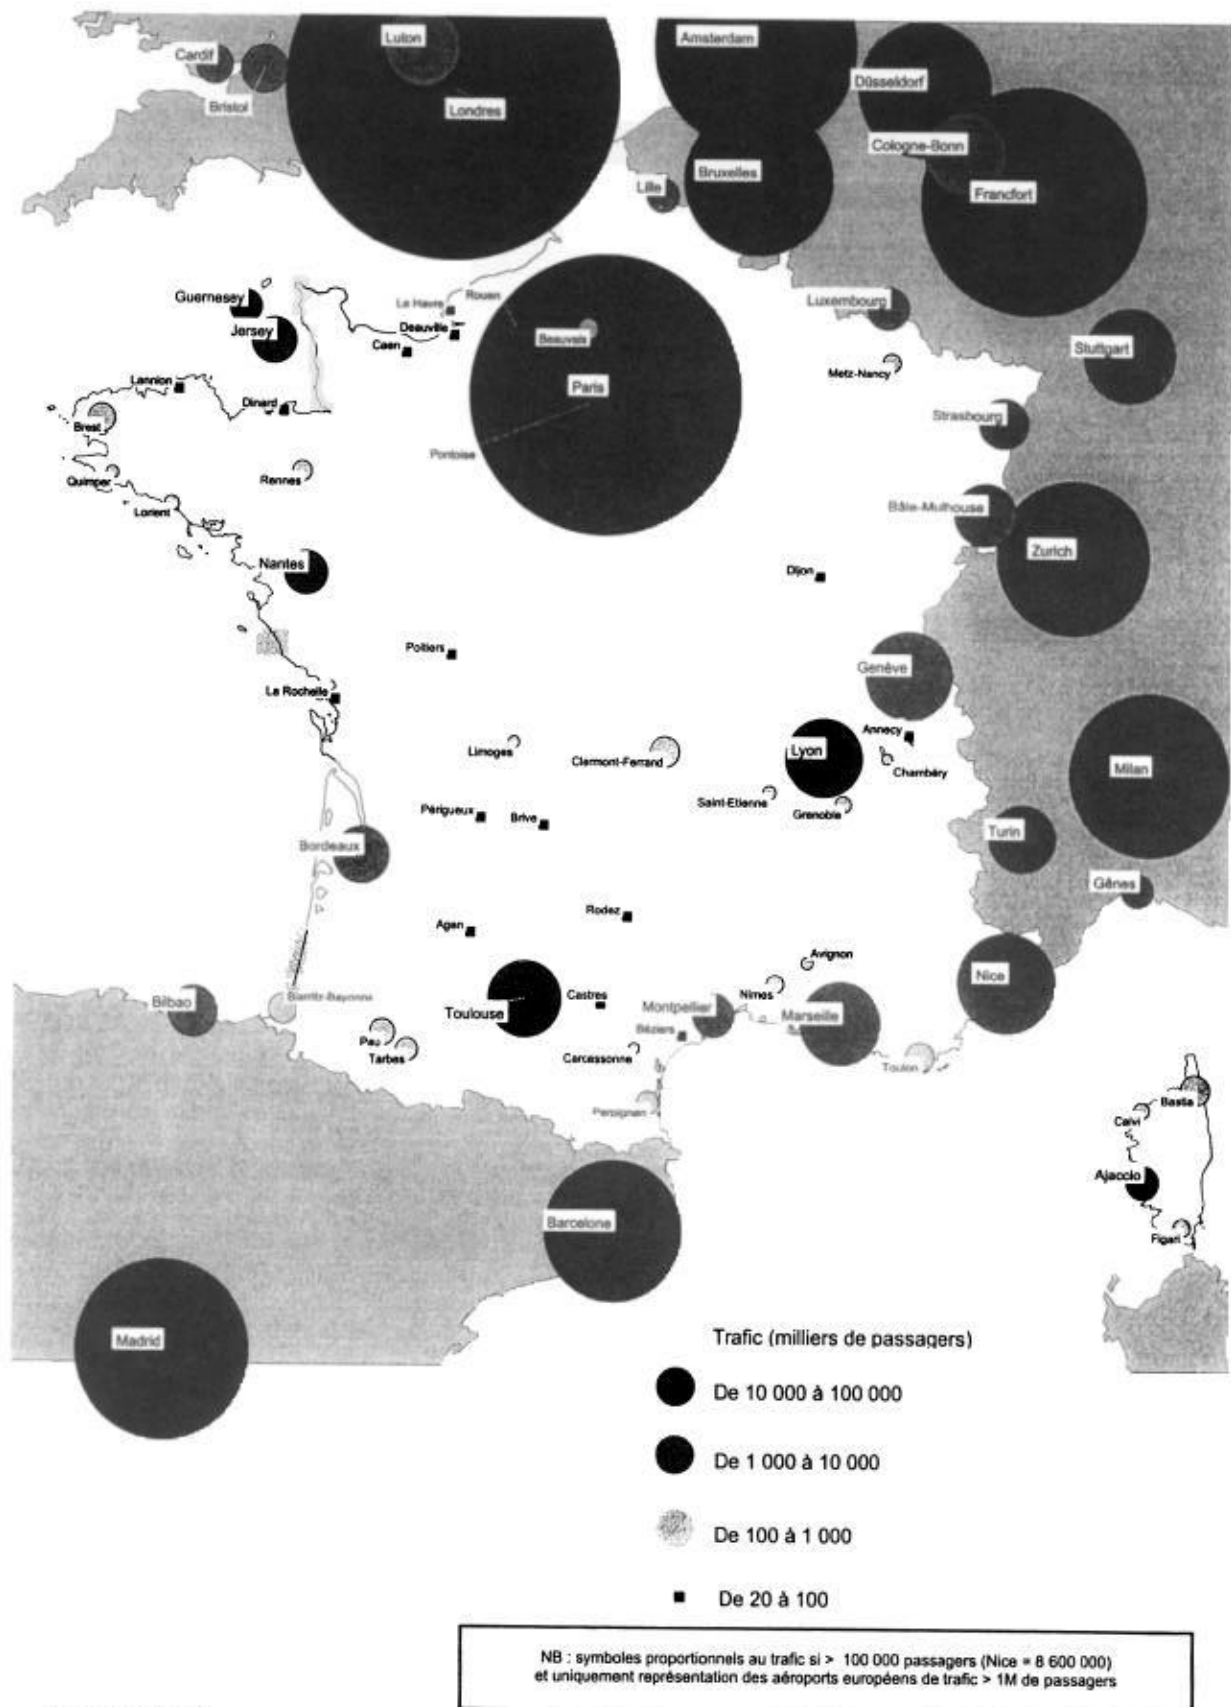 Luton
Amsterdam
Cardif
Düsseldorf
Bristol
Londres
Cologne-Bonn
Bruxelles
Lille
Francfort
Guernesey
Rouen
Luxembourg
Le Havre
Jersey
Deauville
Beauvais
Caen
Stuttgart
Metz-Nancy
Lannion
Paris
Dinard
Strasbourg
Brest
Pontoise
Quimper
Rennes
Lorient
Bâle-Mulhouse
Zurich
Nantes
Dijon
Poitiers
Genève
La Rochelle
Annecy
Limoges
Lyon
Clermont-Ferrand
Chambéry
Milan
Saint-Etienne
Périgueux
Brive
Grenoble
Turin
Bordeaux
Gênes
Rodez
Agen
Avignon
Nice
Bilbao
Biarritz-Bayonne
Castres
Nimes
Toulouse
Montpellier
Marseille
Béziers
Pau
Tarbes
Carcassonne
Toulon
Perpignan
Bastia
Calvi
Ajaccio
Barcelone
Figari
Madrid
Trafic (milliers de passagers)
De 10 000 à 100 000
De 1 000 à 10 000
De 100 à 1 000
De 20 à 100
NB : symboles proportionnels au trafic si > 100 000 passagers (Nice = 8 600 000)
et uniquement représentation des aéroports européens de trafic > 1M de passagers